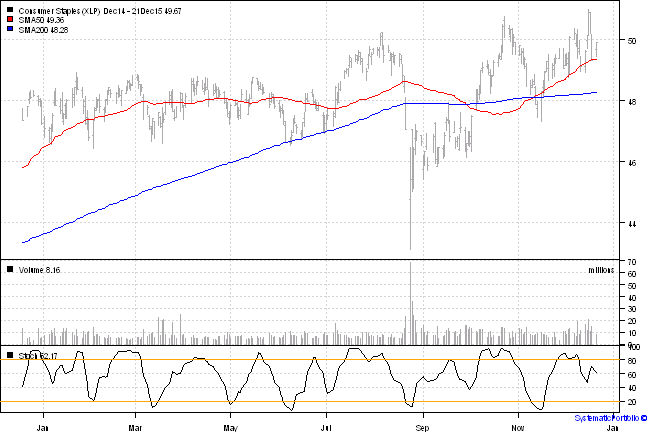 Consumer Staples (XLP) Dec14 - 21Dec15 49.67
SMA50 49.36
SMA200 48.28
50
48
46
44
Volume 8.16
millions
70
60
50
40
30
20
10
0
Stoch 62.17
100
80
60
40
20
Jan Mar May Jul Sep Nov Jan
SystematicPortfolio ©